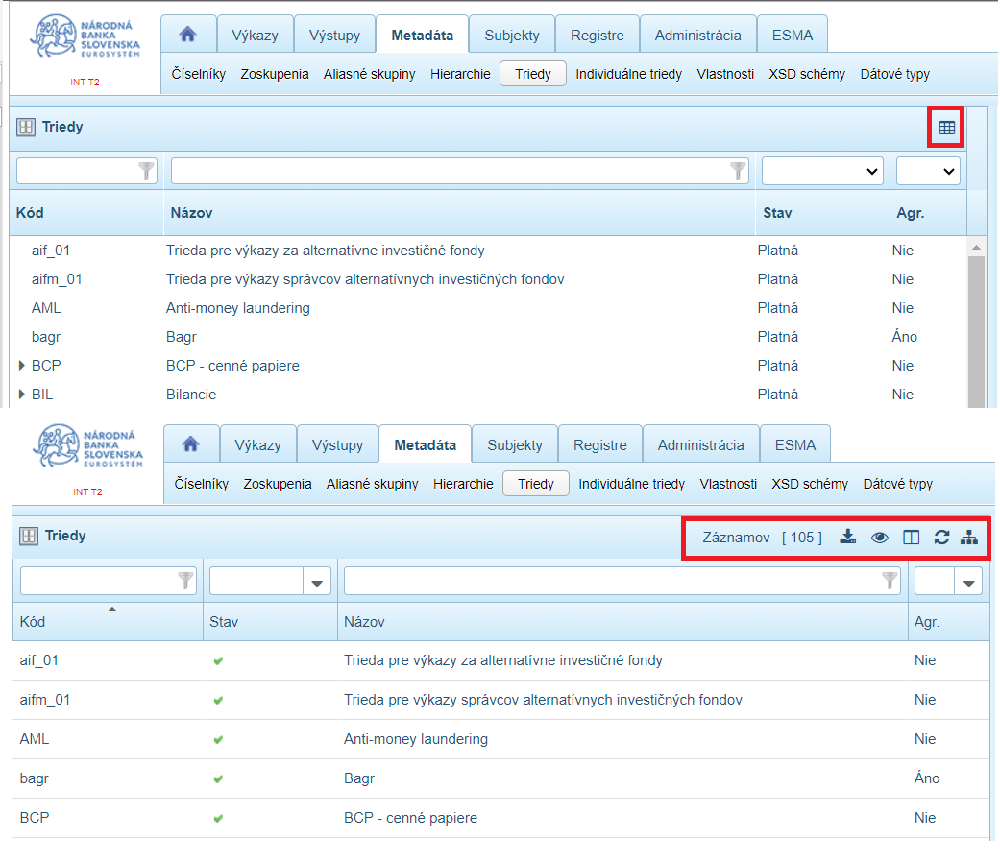 NÁRODNÁ
BANKA
SLOVENSKA
EUROSYSTÉM
INT T2
Výkazy Výstupy Metadáta Subjekty Registre Administrácia ESMA
Číselníky Zoskupenia Aliasné skupiny Hierarchie Triedy Individuálne triedy Vlastnosti XSD schémy Dátové typy
Triedy
Kód Názov Stav Agr.
aif_01 Trieda pre výkazy za alternatívne investičné fondy Platná Nie
aifm_01 Trieda pre výkazy správcov alternatívnych investičných fondov Platná Nie
AML Anti-money laundering Platná Nie
bagr Bagr Platná Áno
BCP BCP - cenné papiere Platná Nie
BIL Bilancie Platná Nie
NÁRODNÁ
BANKA
SLOVENSKA
EUROSYSTÉM
INT T2
Výkazy Výstupy Metadáta Subjekty Registre Administrácia ESMA
Číselníky Zoskupenia Aliasné skupiny Hierarchie Triedy Individuálne triedy Vlastnosti XSD schémy Dátové typy
Triedy Záznamov [ 105 ]
Kód Stav Názov Agr.
aif_01 Trieda pre výkazy za alternatívne investičné fondy Nie
aifm_01 Trieda pre výkazy správcov alternatívnych investičných fondov Nie
AML Anti-money laundering Nie
bagr Bagr Áno
BCP BCP - cenné papiere Nie